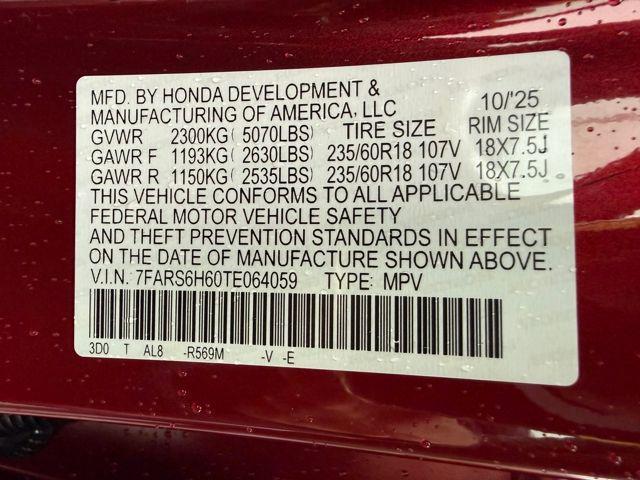 MFD. BY HONDA DEVELOPMENT &
MANUFACTURING OF AMERICA, LLC 10/'25
GVWR 2300KG( 5070LBS) TIRE SIZE RIM SIZE
GAWR F 1193KG( 2630LBS) 235/60R18 107V 18X7.5J
GAWR R 1150KG( 2535LBS) 235/60R18 107V 18X7.5J
THIS VEHICLE CONFORMS TO ALL APPLICABLE
FEDERAL MOTOR VEHICLE SAFETY
AND THEFT PREVENTION STANDARDS IN EFFECT
ON THE DATE OF MANUFACTURE SHOWN ABOVE.
V.I.N. 7FARS6H60TE064059 TYPE: MPV
3D0 T AL8 -R569M -V -E